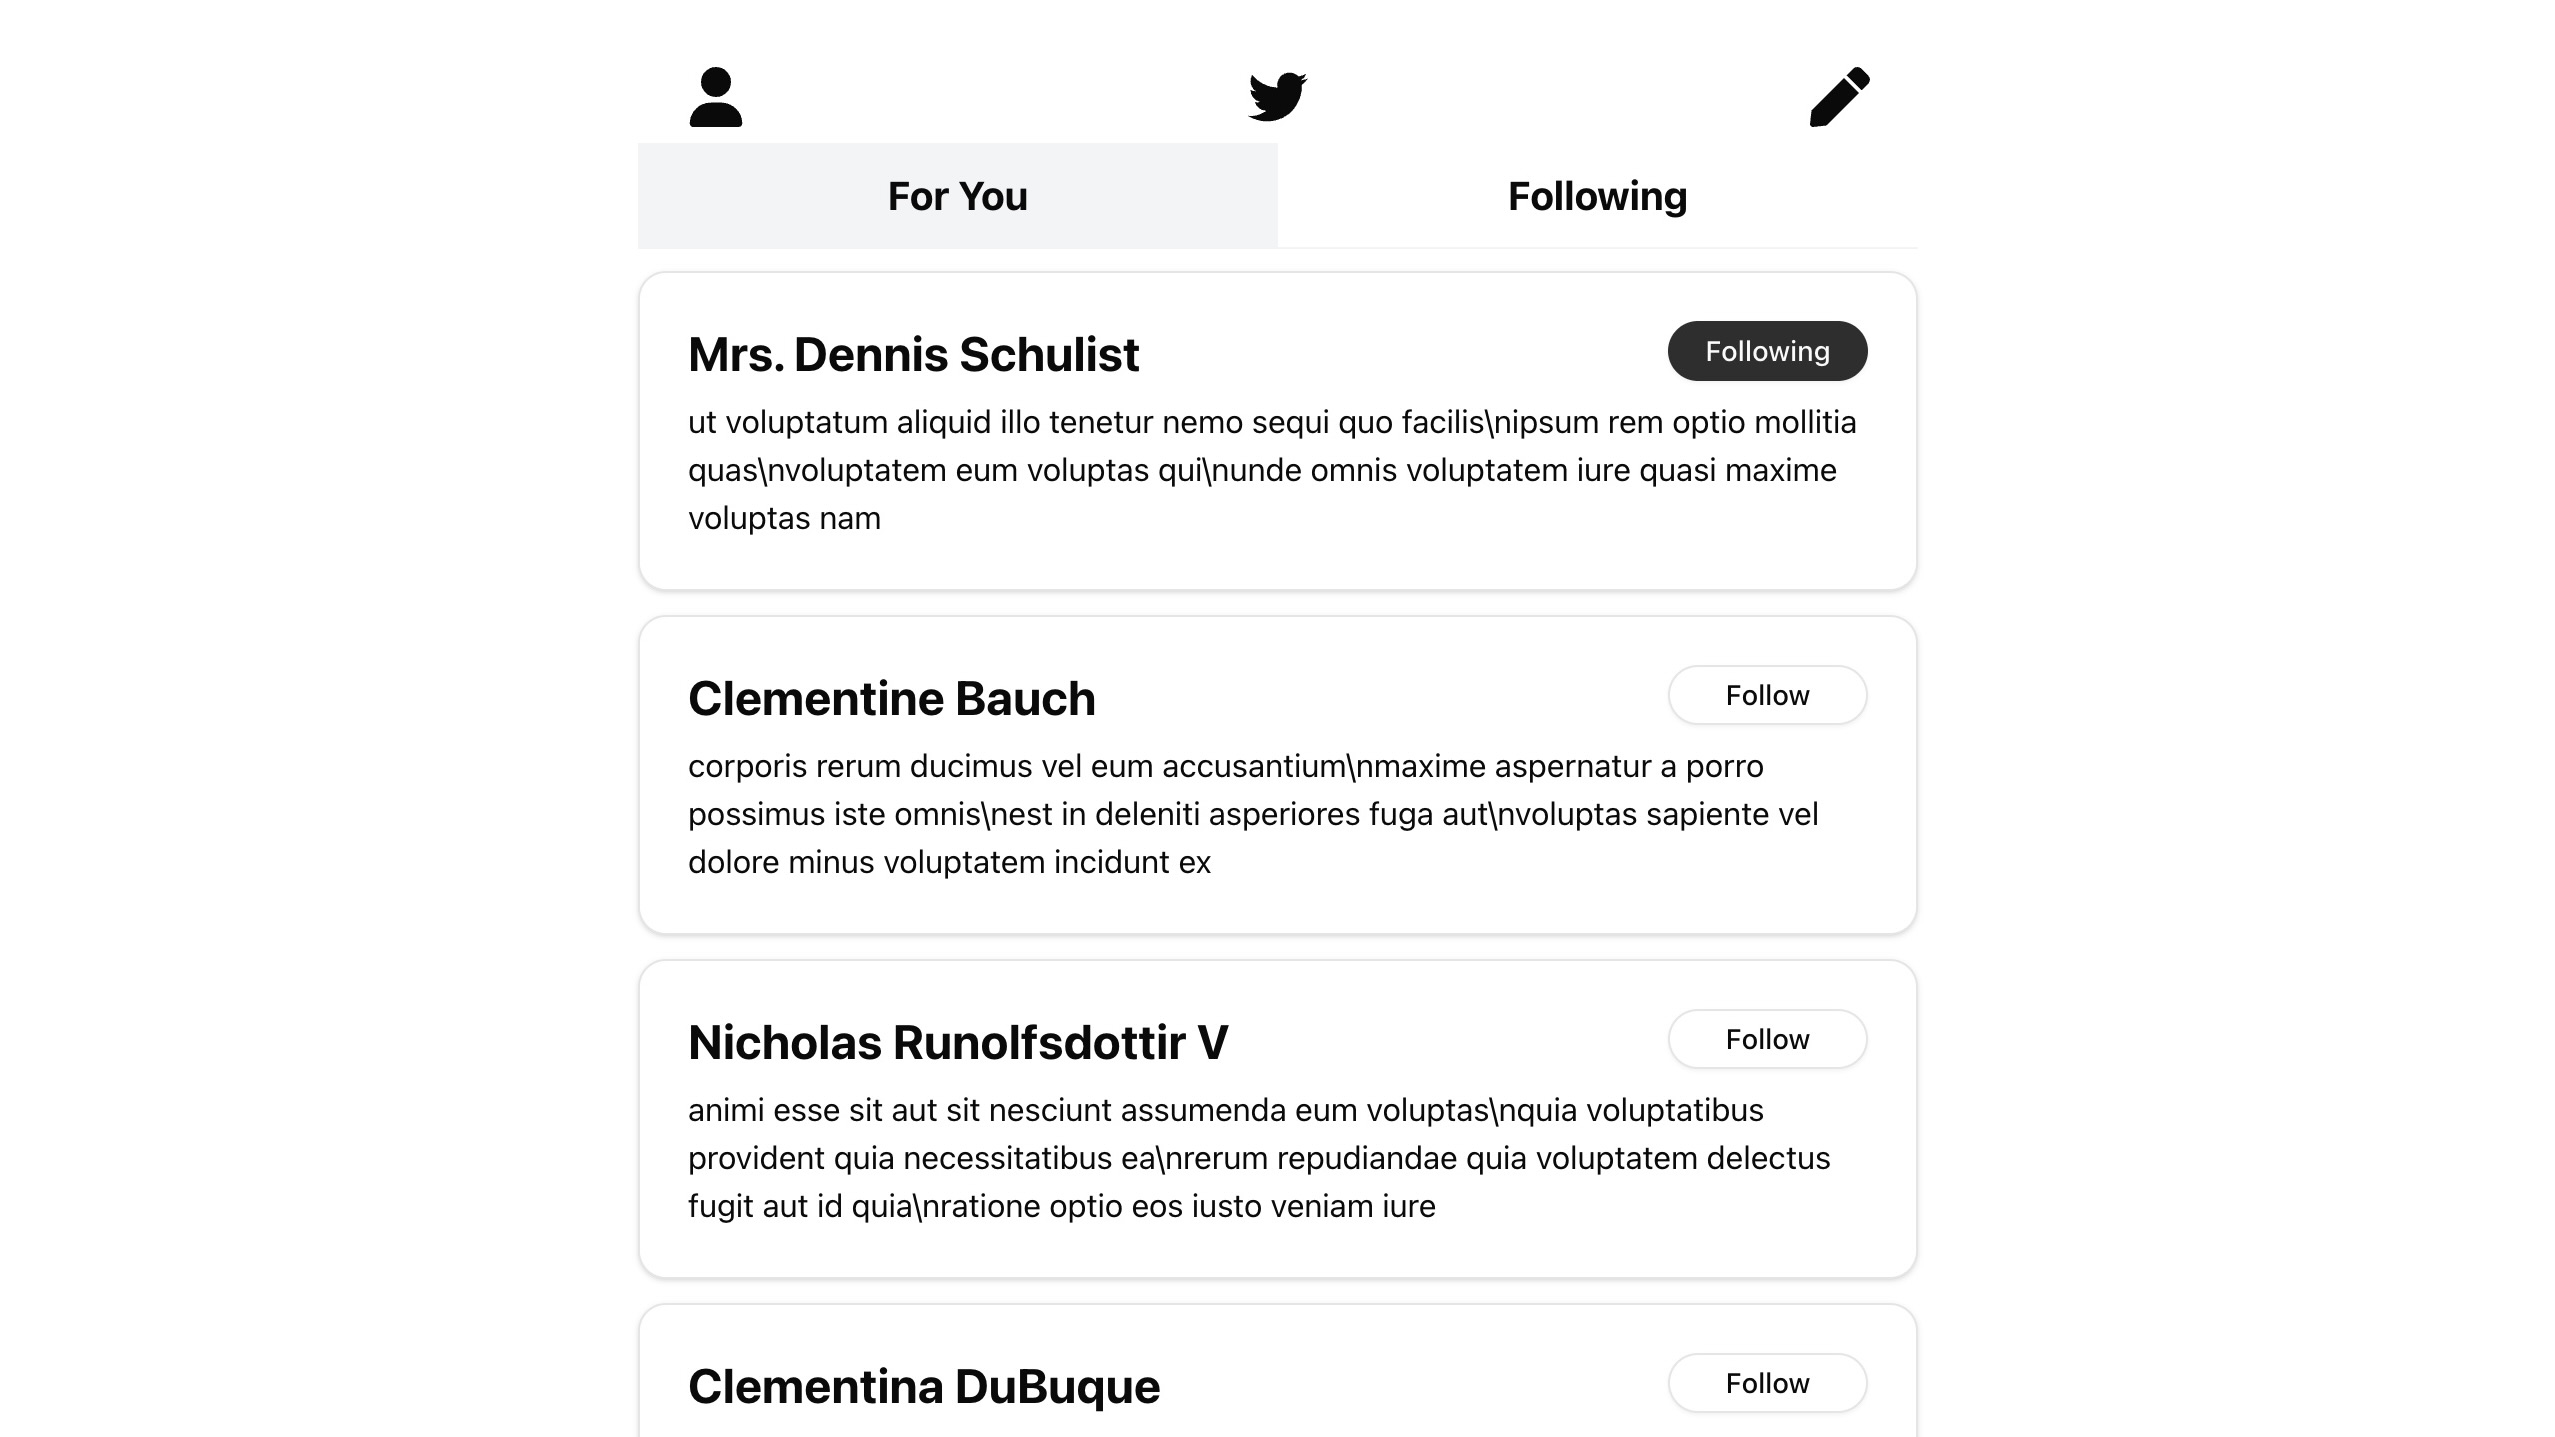 For You
Following
Mrs. Dennis Schulist
Following
ut voluptatum aliquid illo tenetur nemo sequi quo facilis\nipsum rem optio mollitia
quas\nvoluptatem eum voluptas qui\nunde omnis voluptatem iure quasi maxime
voluptas nam
Clementine Bauch
Follow
corporis rerum ducimus vel eum accusantium\nmaxime aspernatur a porro
possimus iste omnis\nest in deleniti asperiores fuga aut\nvoluptas sapiente vel
dolore minus voluptatem incidunt ex
Nicholas Runolfsdottir V
Follow
animi esse sit aut sit nesciunt assumenda eum voluptas\nquia voluptatibus
provident quia necessitatibus ea\nrerum repudiandae quia voluptatem delectus
fugit aut id quia\nratione optio eos iusto veniam iure
Clementina DuBuque
Follow